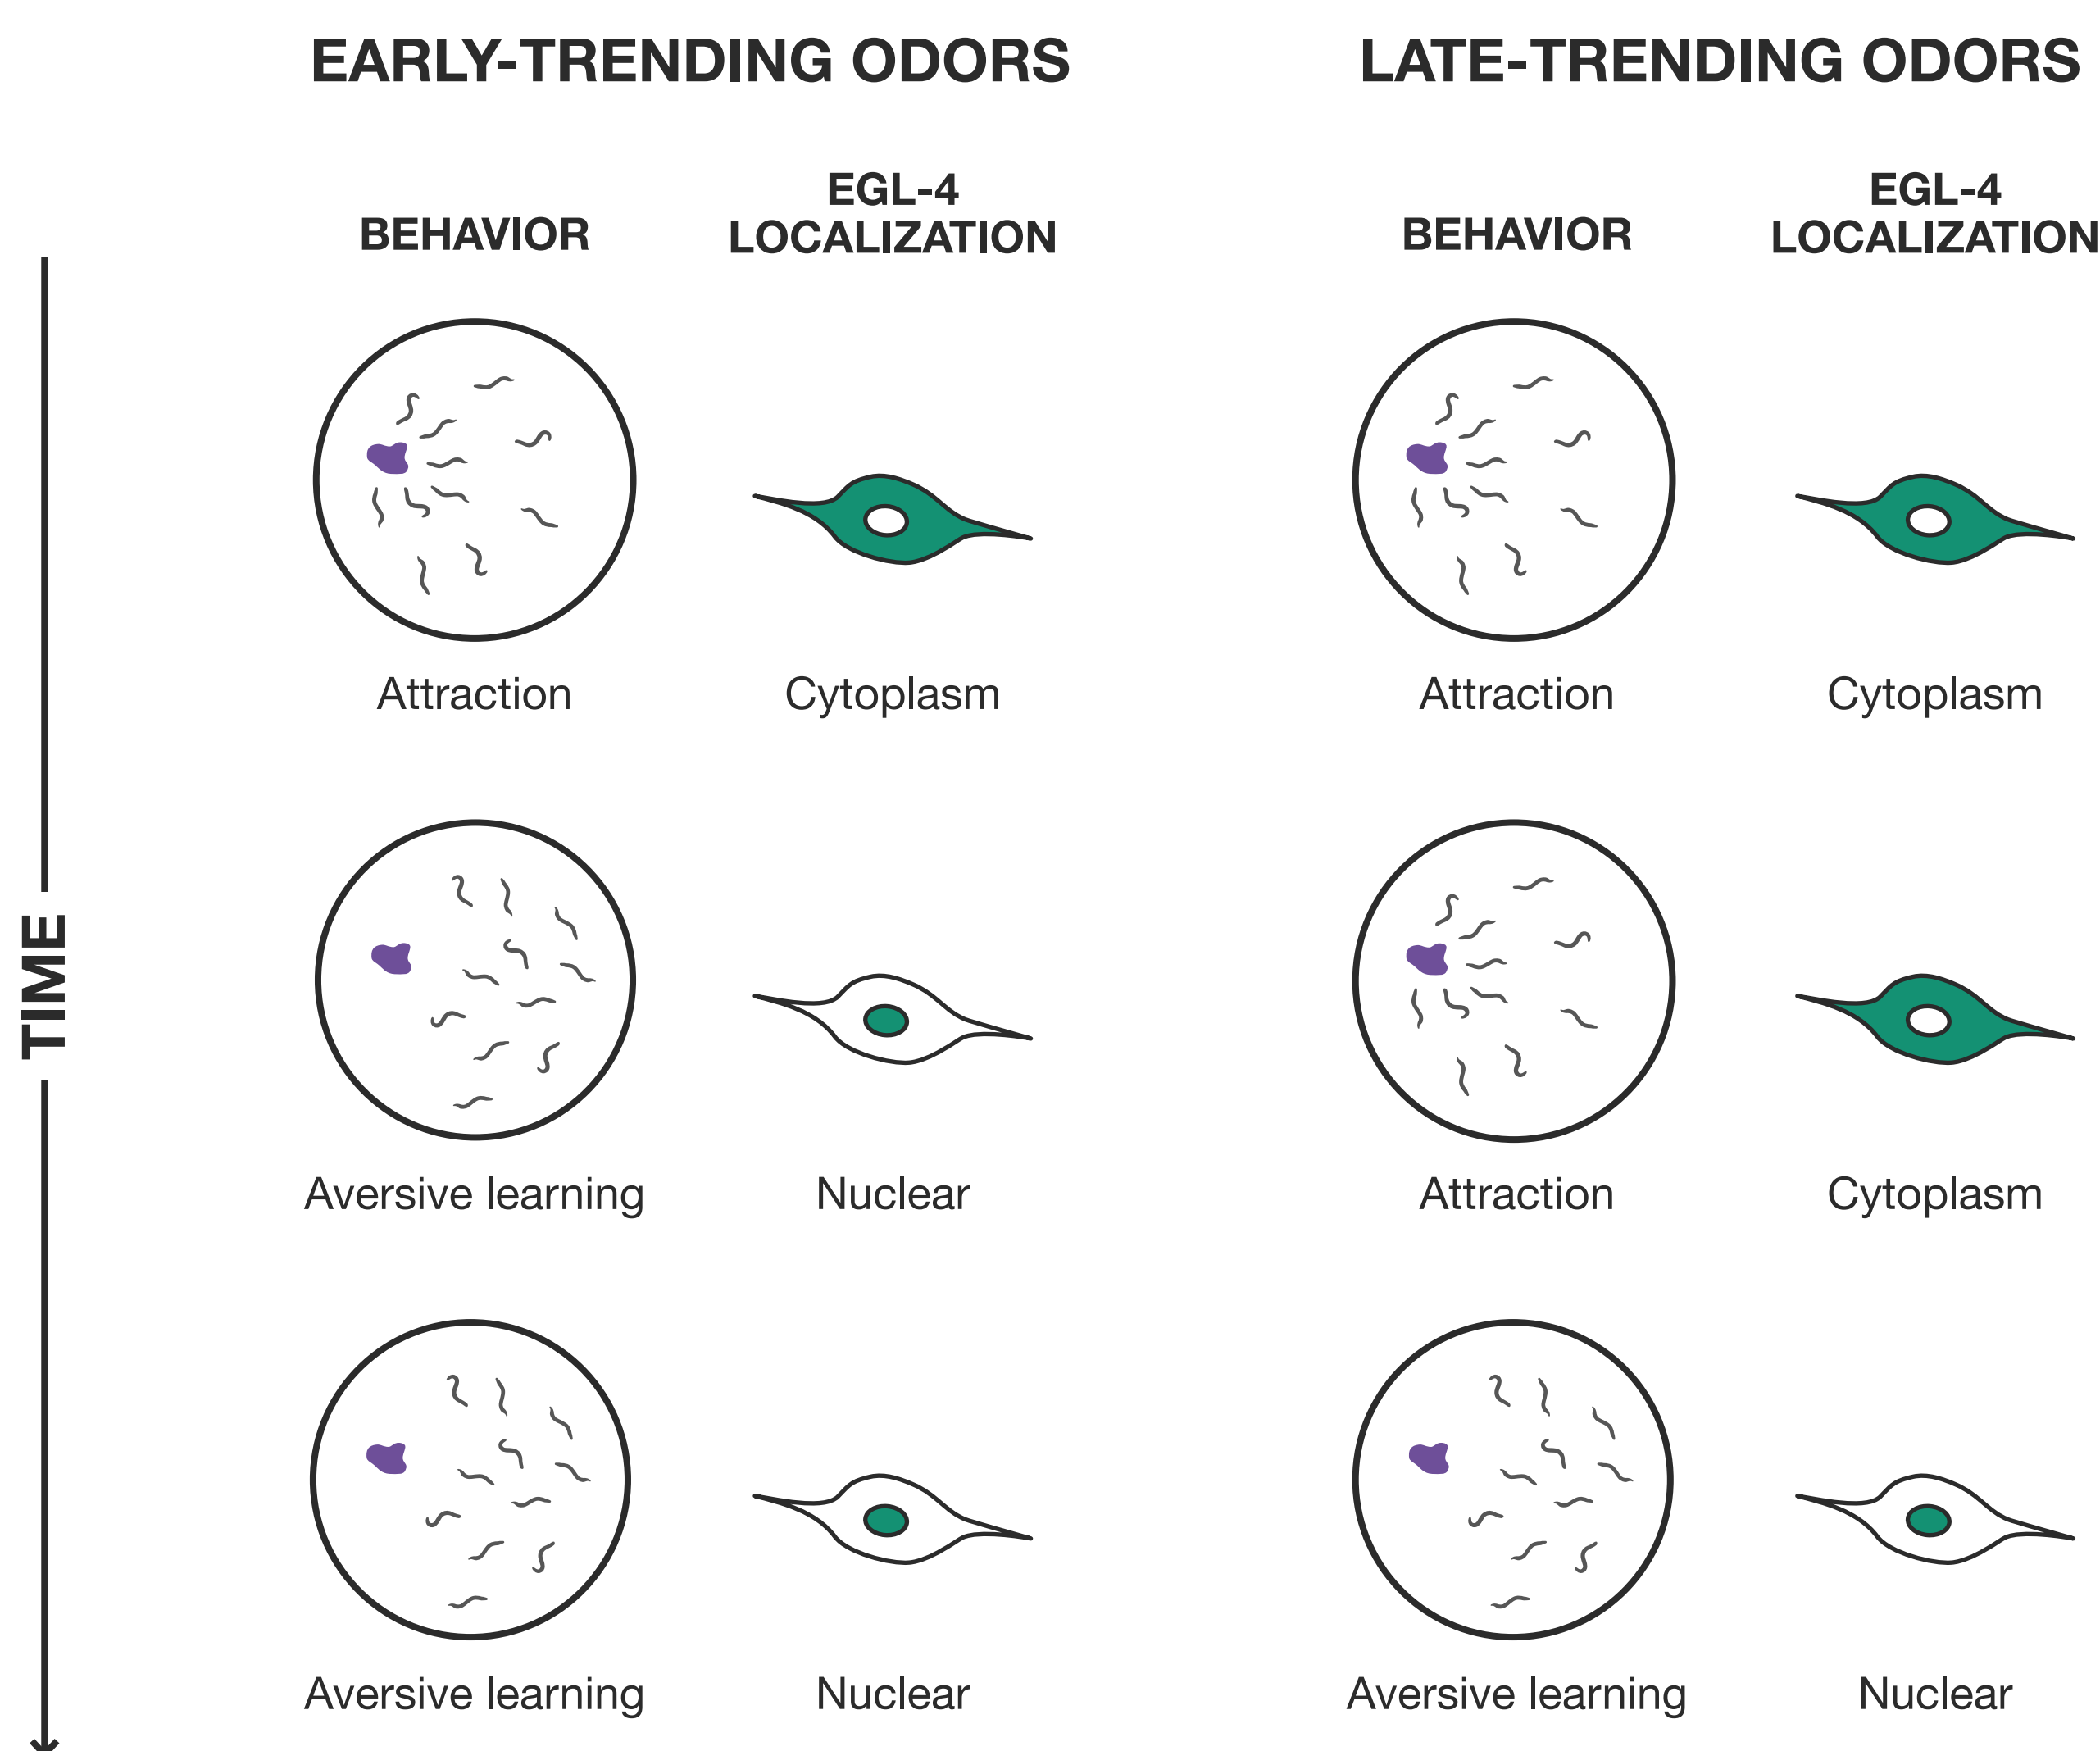 EARLY-TRENDING ODORS
LATE-TRENDING ODORS
BEHAVIOR
EGL-4
LOCALIZATION
BEHAVIOR
EGL-4
LOCALIZATION
TIME
Attraction
Cytoplasm
Attraction
Cytoplasm
Aversive learning
Nuclear
Attraction
Cytoplasm
Aversive learning
Nuclear
Aversive learning
Nuclear